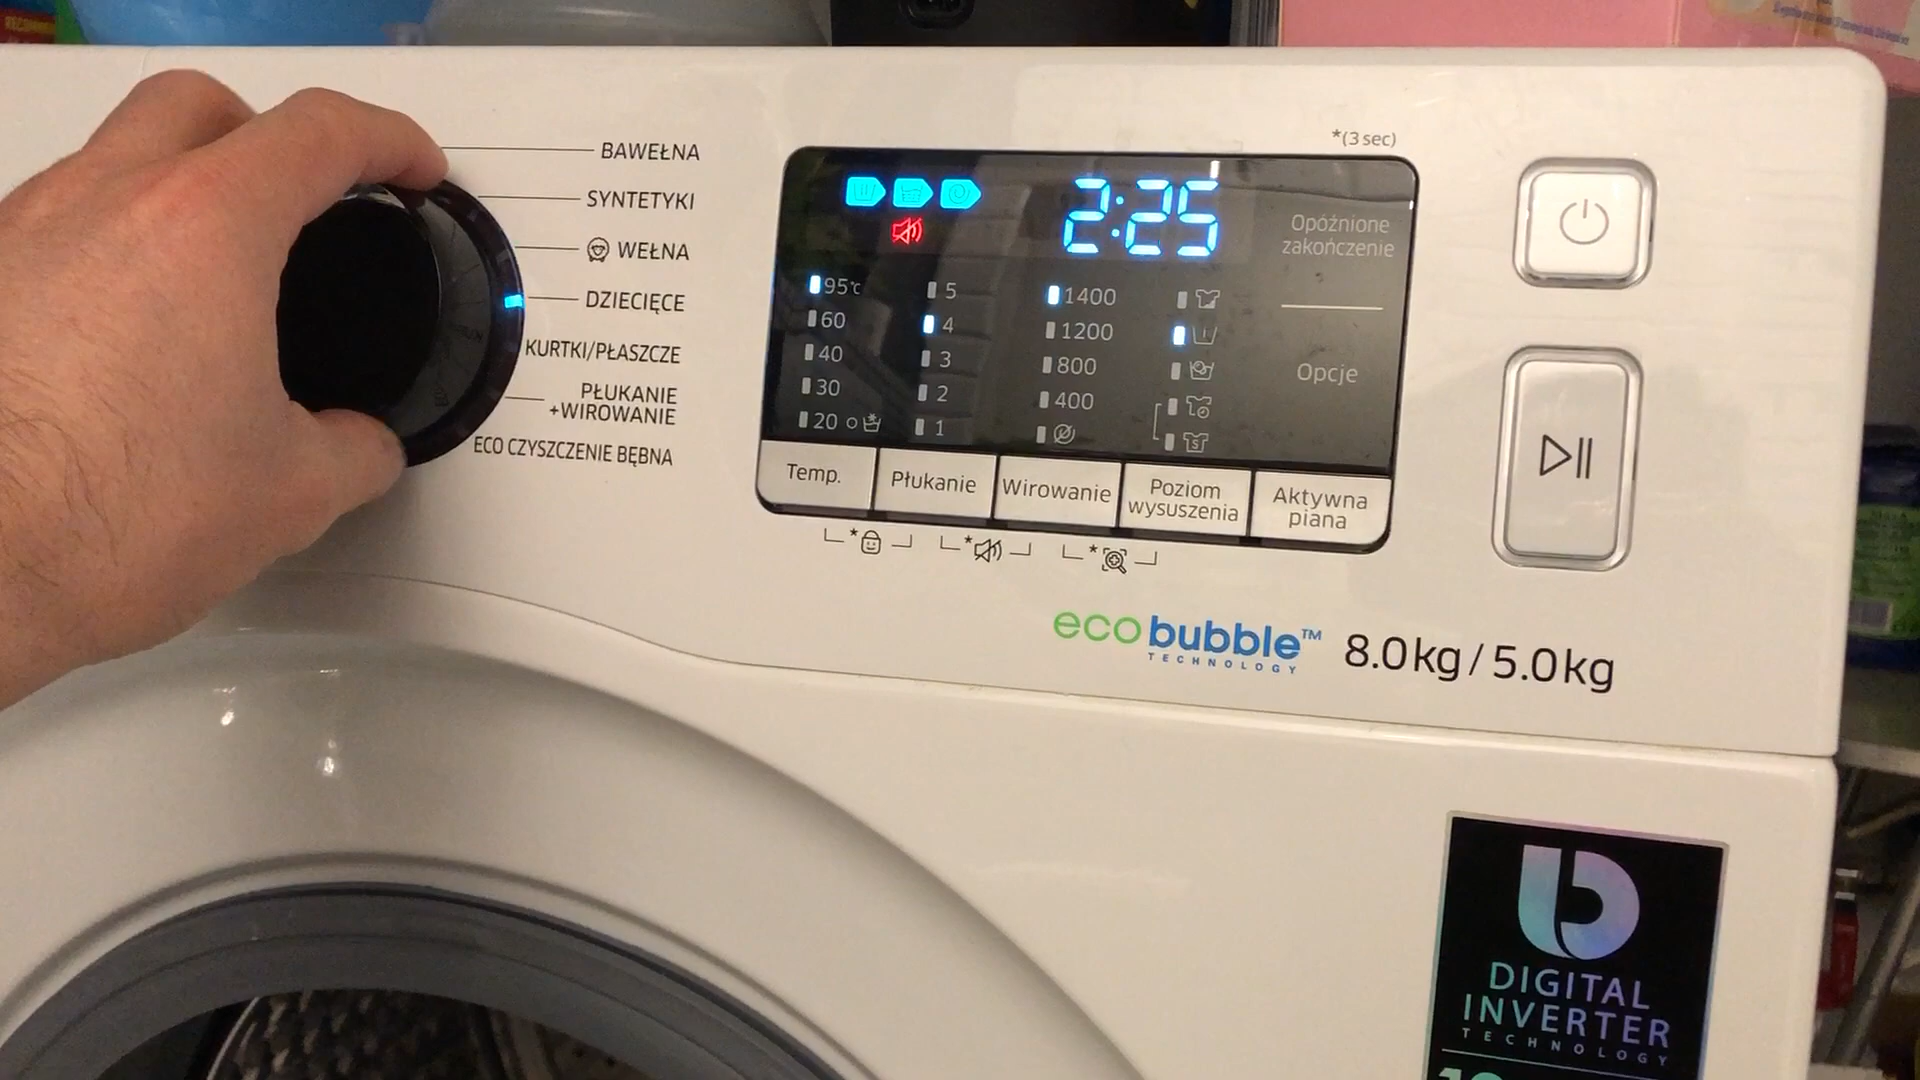 BAWEŁNA
SYNTETYKI
WEŁNA
DZIECIĘCE
KURTKI/PŁASZCZE
PŁUKANIE
+WIROWANIE
ECO CZYSZCZENIE BĘBNA
*(3 sec)
2:25
Opóźnione
zakończenie
95℃ 5 1400
60 4 1200
40 3 800
30 2 400
20 1
Opcje
Temp.
Płukanie
Wirowanie
Poziom
wysuszenia
Aktywna
piana
* * *
eco bubble™
TECHNOLOGY
8.0kg/5.0kg
DIGITAL
INVERTER
TECHNOLOGY